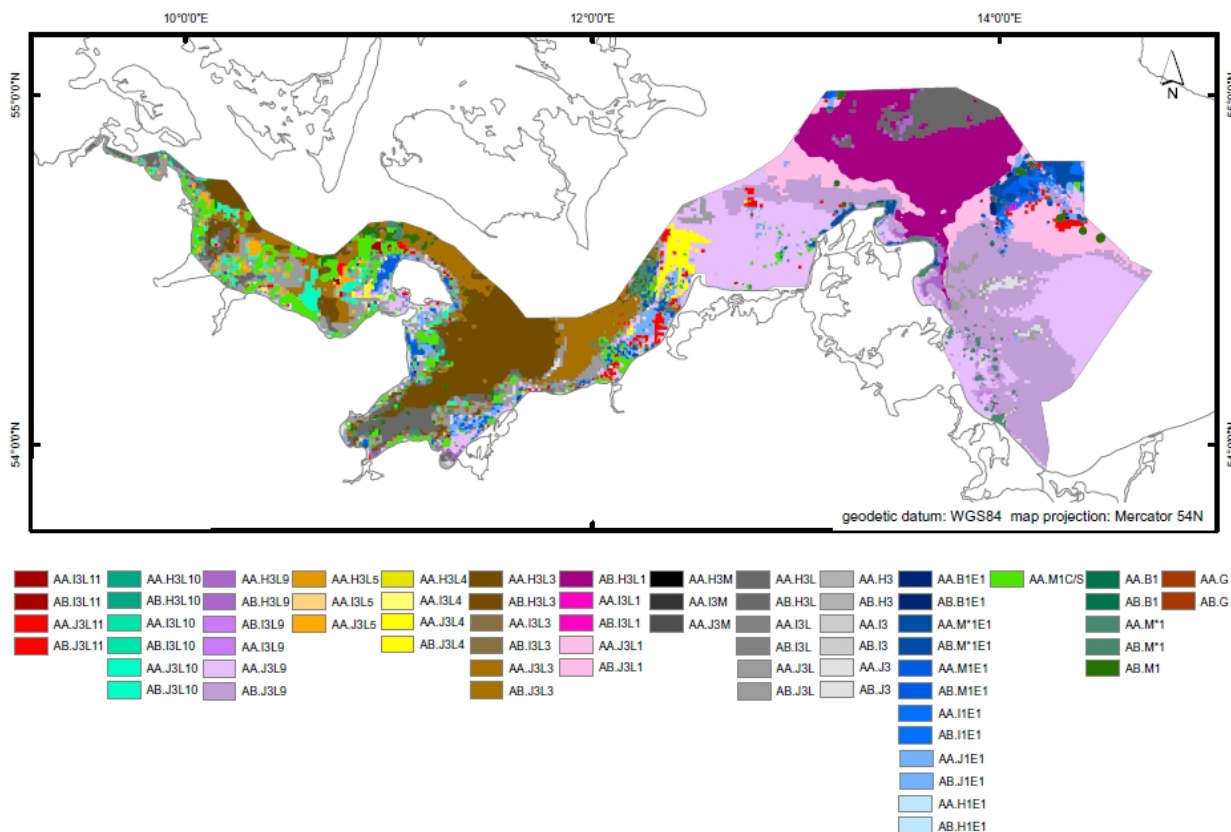 10°0'0"E
12°0'0"E
14°0'0"E
55°0'0"N
55°0'0"N
N
54°0'0"N
54°0'0"N
geodetic datum: WGS84 map projection: Mercator 54N
AA.I3L11
AB.I3L11
AA.J3L11
AB.J3L11
AA.H3L10
AB.H3L10
AA.I3L10
AB.I3L10
AA.J3L10
AB.J3L10
AA.H3L9
AB.H3L9
AB.I3L9
AA.I3L9
AA.J3L9
AB.J3L9
AA.H3L5
AA.I3L5
AA.J3L5
AA.H3L4
AA.I3L4
AA.J3L4
AB.J3L4
AA.H3L3
AB.H3L3
AA.I3L3
AB.I3L3
AA.J3L3
AB.J3L3
AB.H3L1
AA.I3L1
AB.I3L1
AA.J3L1
AB.J3L1
AA.H3M
AA.I3M
AA.J3M
AA.H3L
AB.H3L
AA.I3L
AB.I3L
AA.J3L
AB.J3L
AA.H3
AB.H3
AA.I3
AB.I3
AA.J3
AB.J3
AA.B1E1
AB.B1E1
AA.M*1E1
AB.M*1E1
AA.M1E1
AB.M1E1
AA.I1E1
AB.I1E1
AA.J1E1
AB.J1E1
AA.H1E1
AB.H1E1
AA.M1C/S
AA.B1
AB.B1
AA.M*1
AB.M*1
AB.M1
AA.G
AB.G